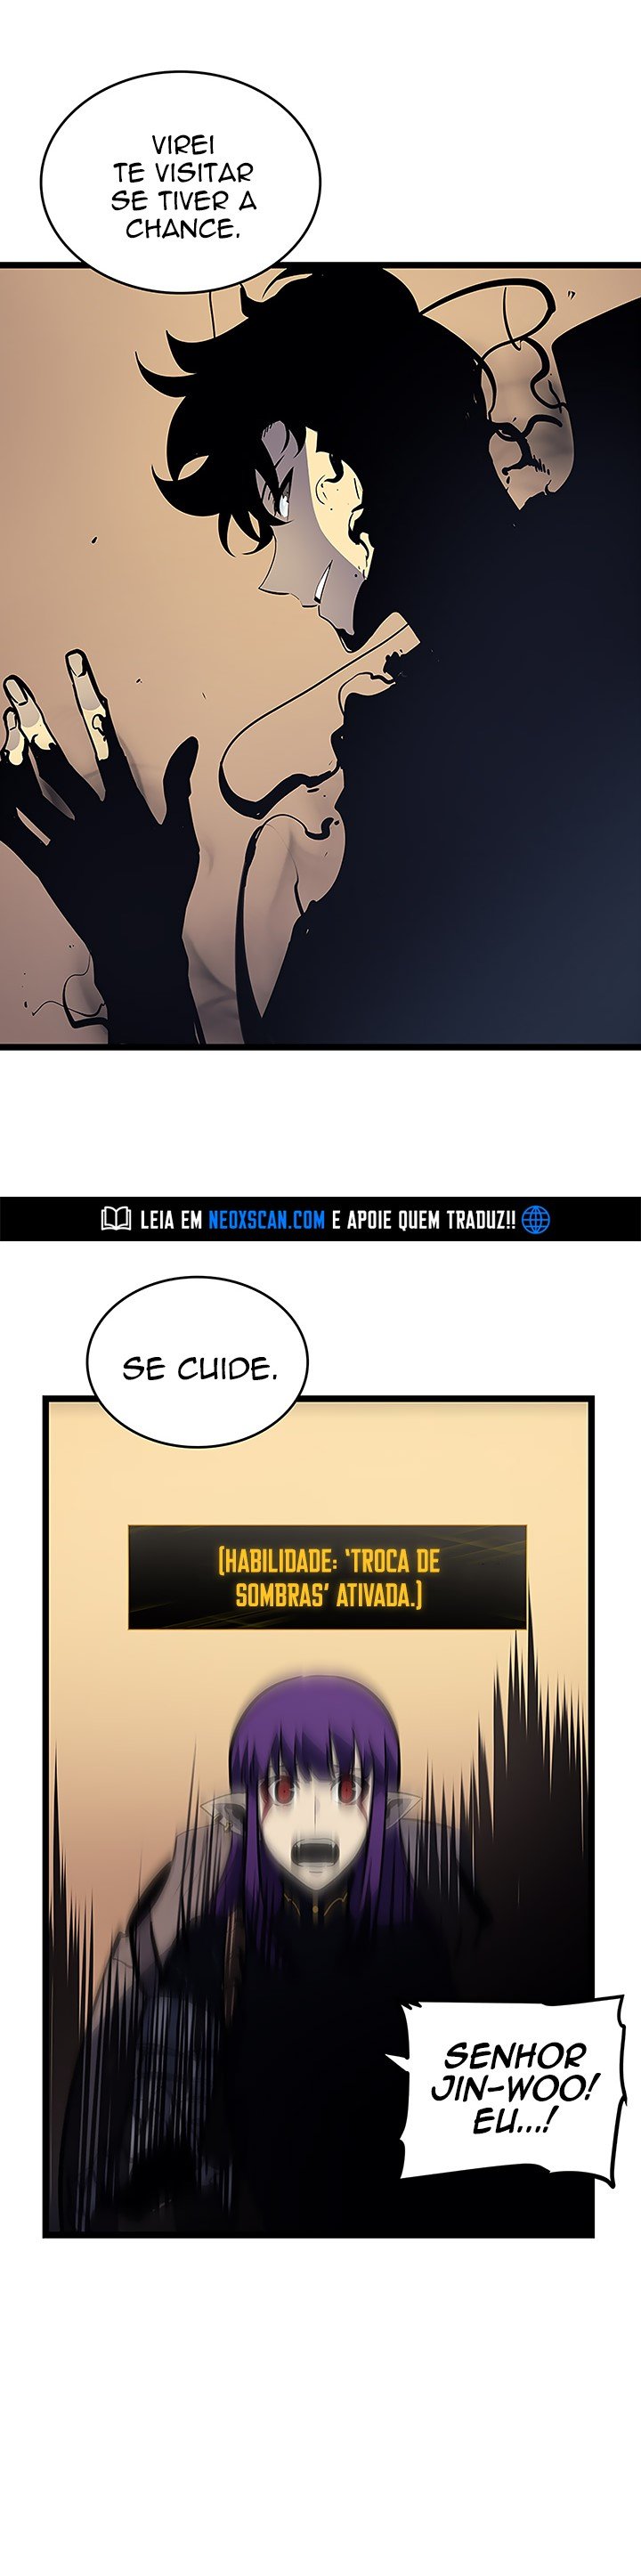 VIREI
TE VISITAR
SE TIVER A
CHANCE.
LEIA EM NEOXSCAN.COM E APOIE QUEM TRADUZ!!
SE CUIDE.
(HABILIDADE: 'TROCA DE
SOMBRAS' ATIVADA.)
SENHOR
JIN-WOO!
EU...!